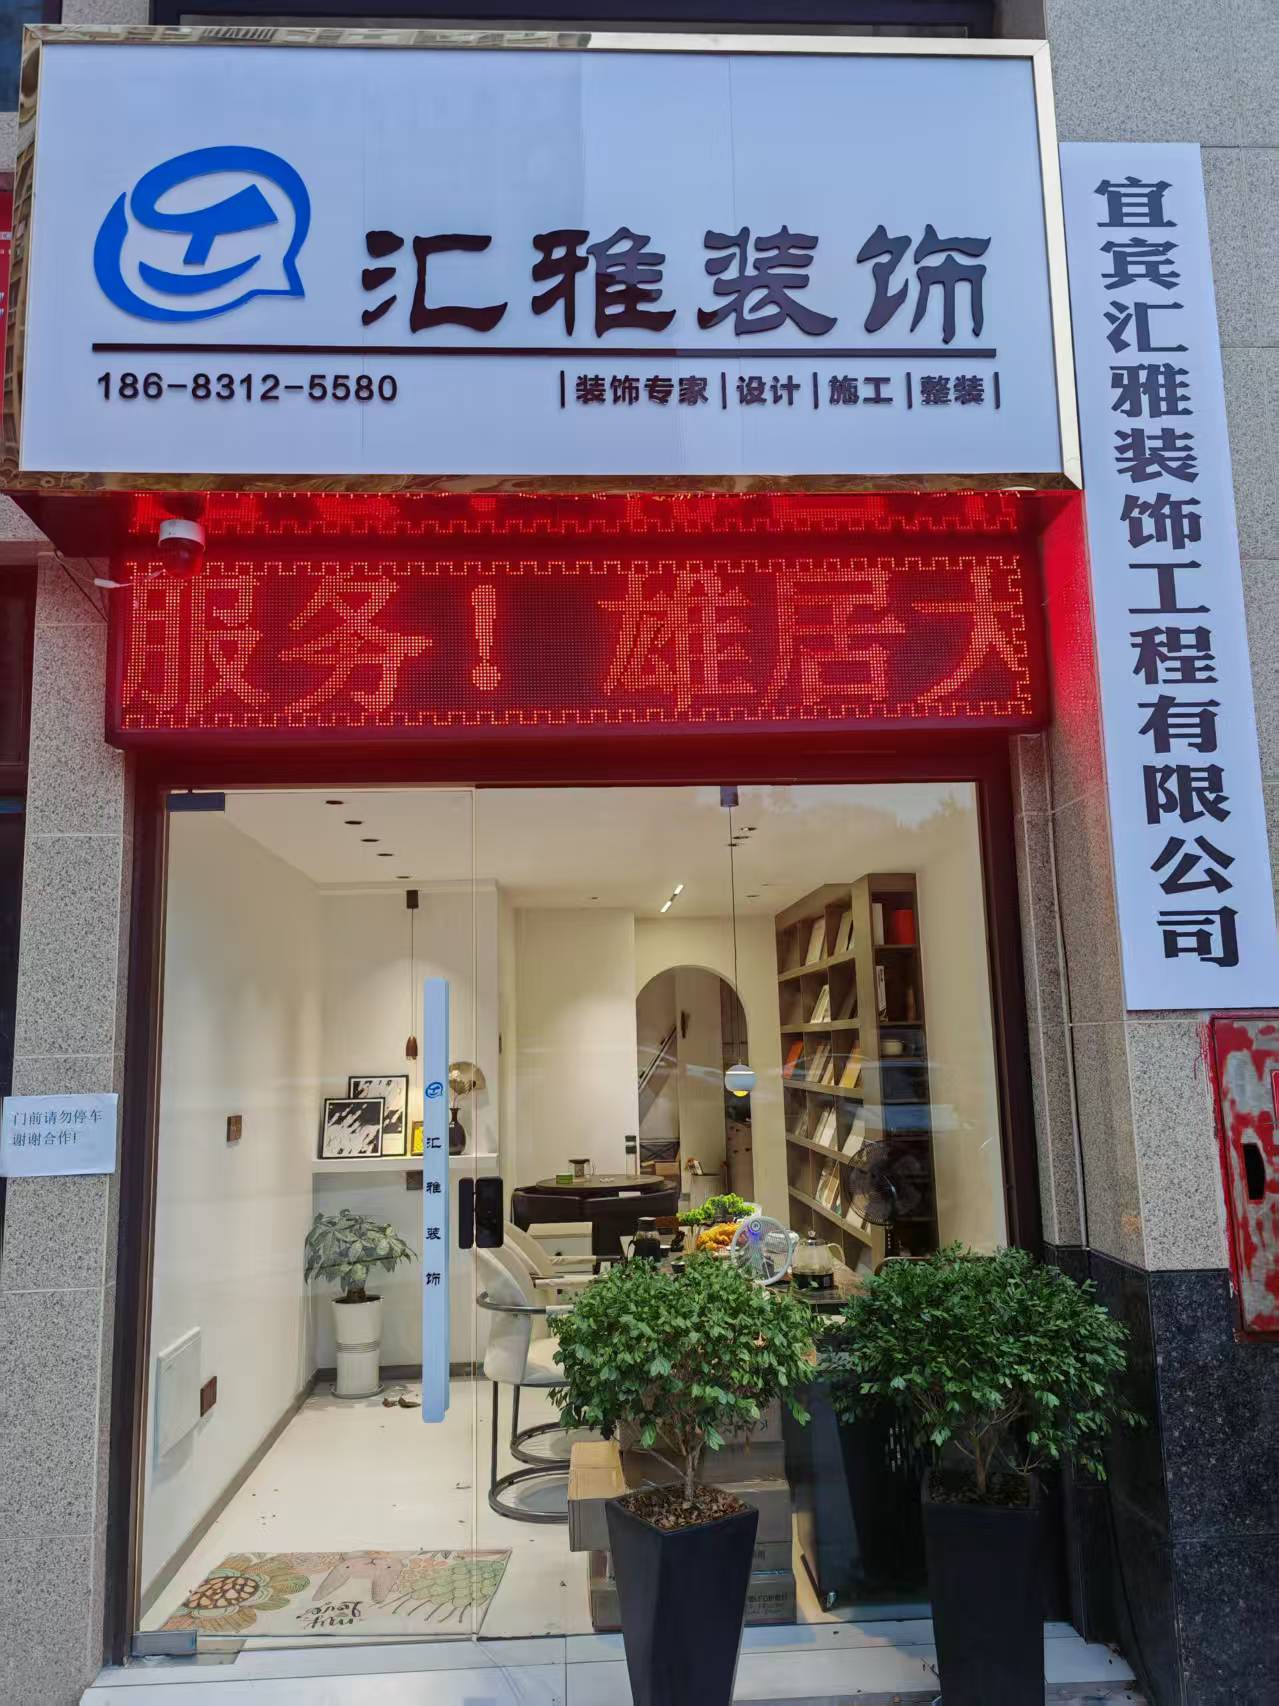 汇雅装饰
186-8312-5580
|装饰专家|设计|施工|整装|
宜宾汇雅装饰工程有限公司
服务！雄居大
门前请勿停车
谢谢合作！
汇雅装饰